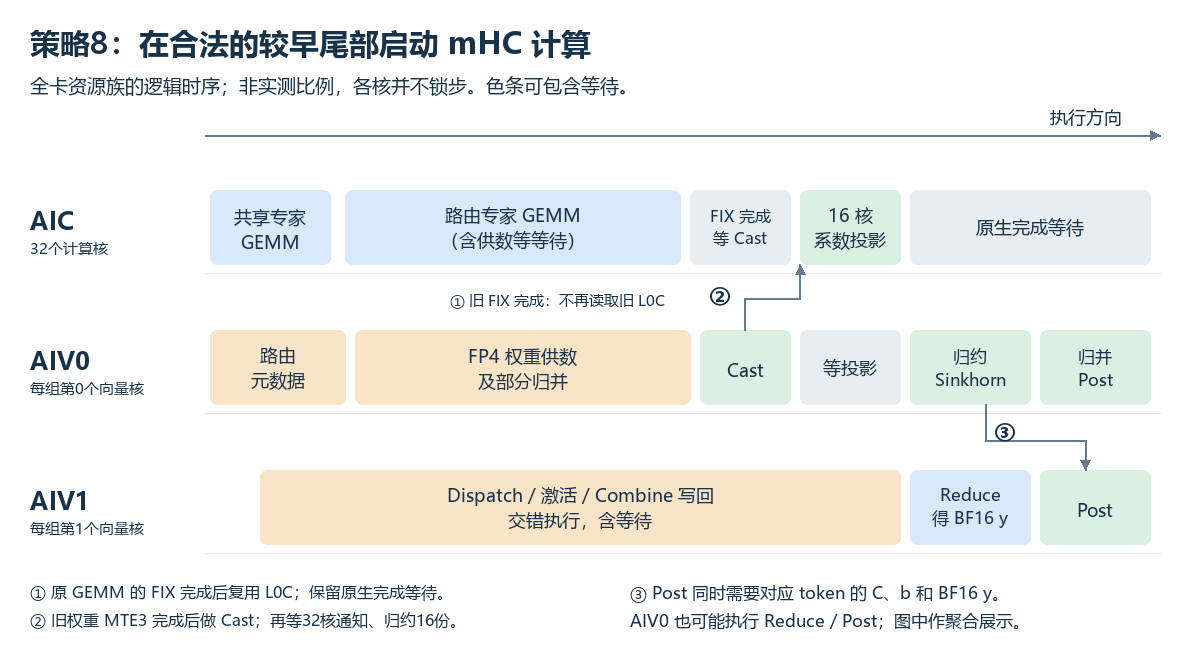 策略8：在合法的较早尾部启动 mHC 计算
全卡资源族的逻辑时序；非实测比例，各核并不锁步。色条可包含等待。
执行方向
AIC
32个计算核
共享专家
GEMM
路由专家 GEMM
（含供数等等待）
FIX 完成
等 Cast
16 核
系数投影
原生完成等待
① 旧 FIX 完成：不再读取旧 L0C
②
AIV0
每组第0个向量核
路由
元数据
FP4 权重供数
及部分归并
Cast
等投影
归约
Sinkhorn
归并
Post
③
AIV1
每组第1个向量核
Dispatch / 激活 / Combine 写回
交错执行，含等待
Reduce
得 BF16 y
Post
① 原 GEMM 的 FIX 完成后复用 L0C；保留原生完成等待。
② 旧权重 MTE3 完成后做 Cast；再等32核通知、归约16份。
③ Post 同时需要对应 token 的 C、b 和 BF16 y。
AIV0 也可能执行 Reduce / Post；图中作聚合展示。